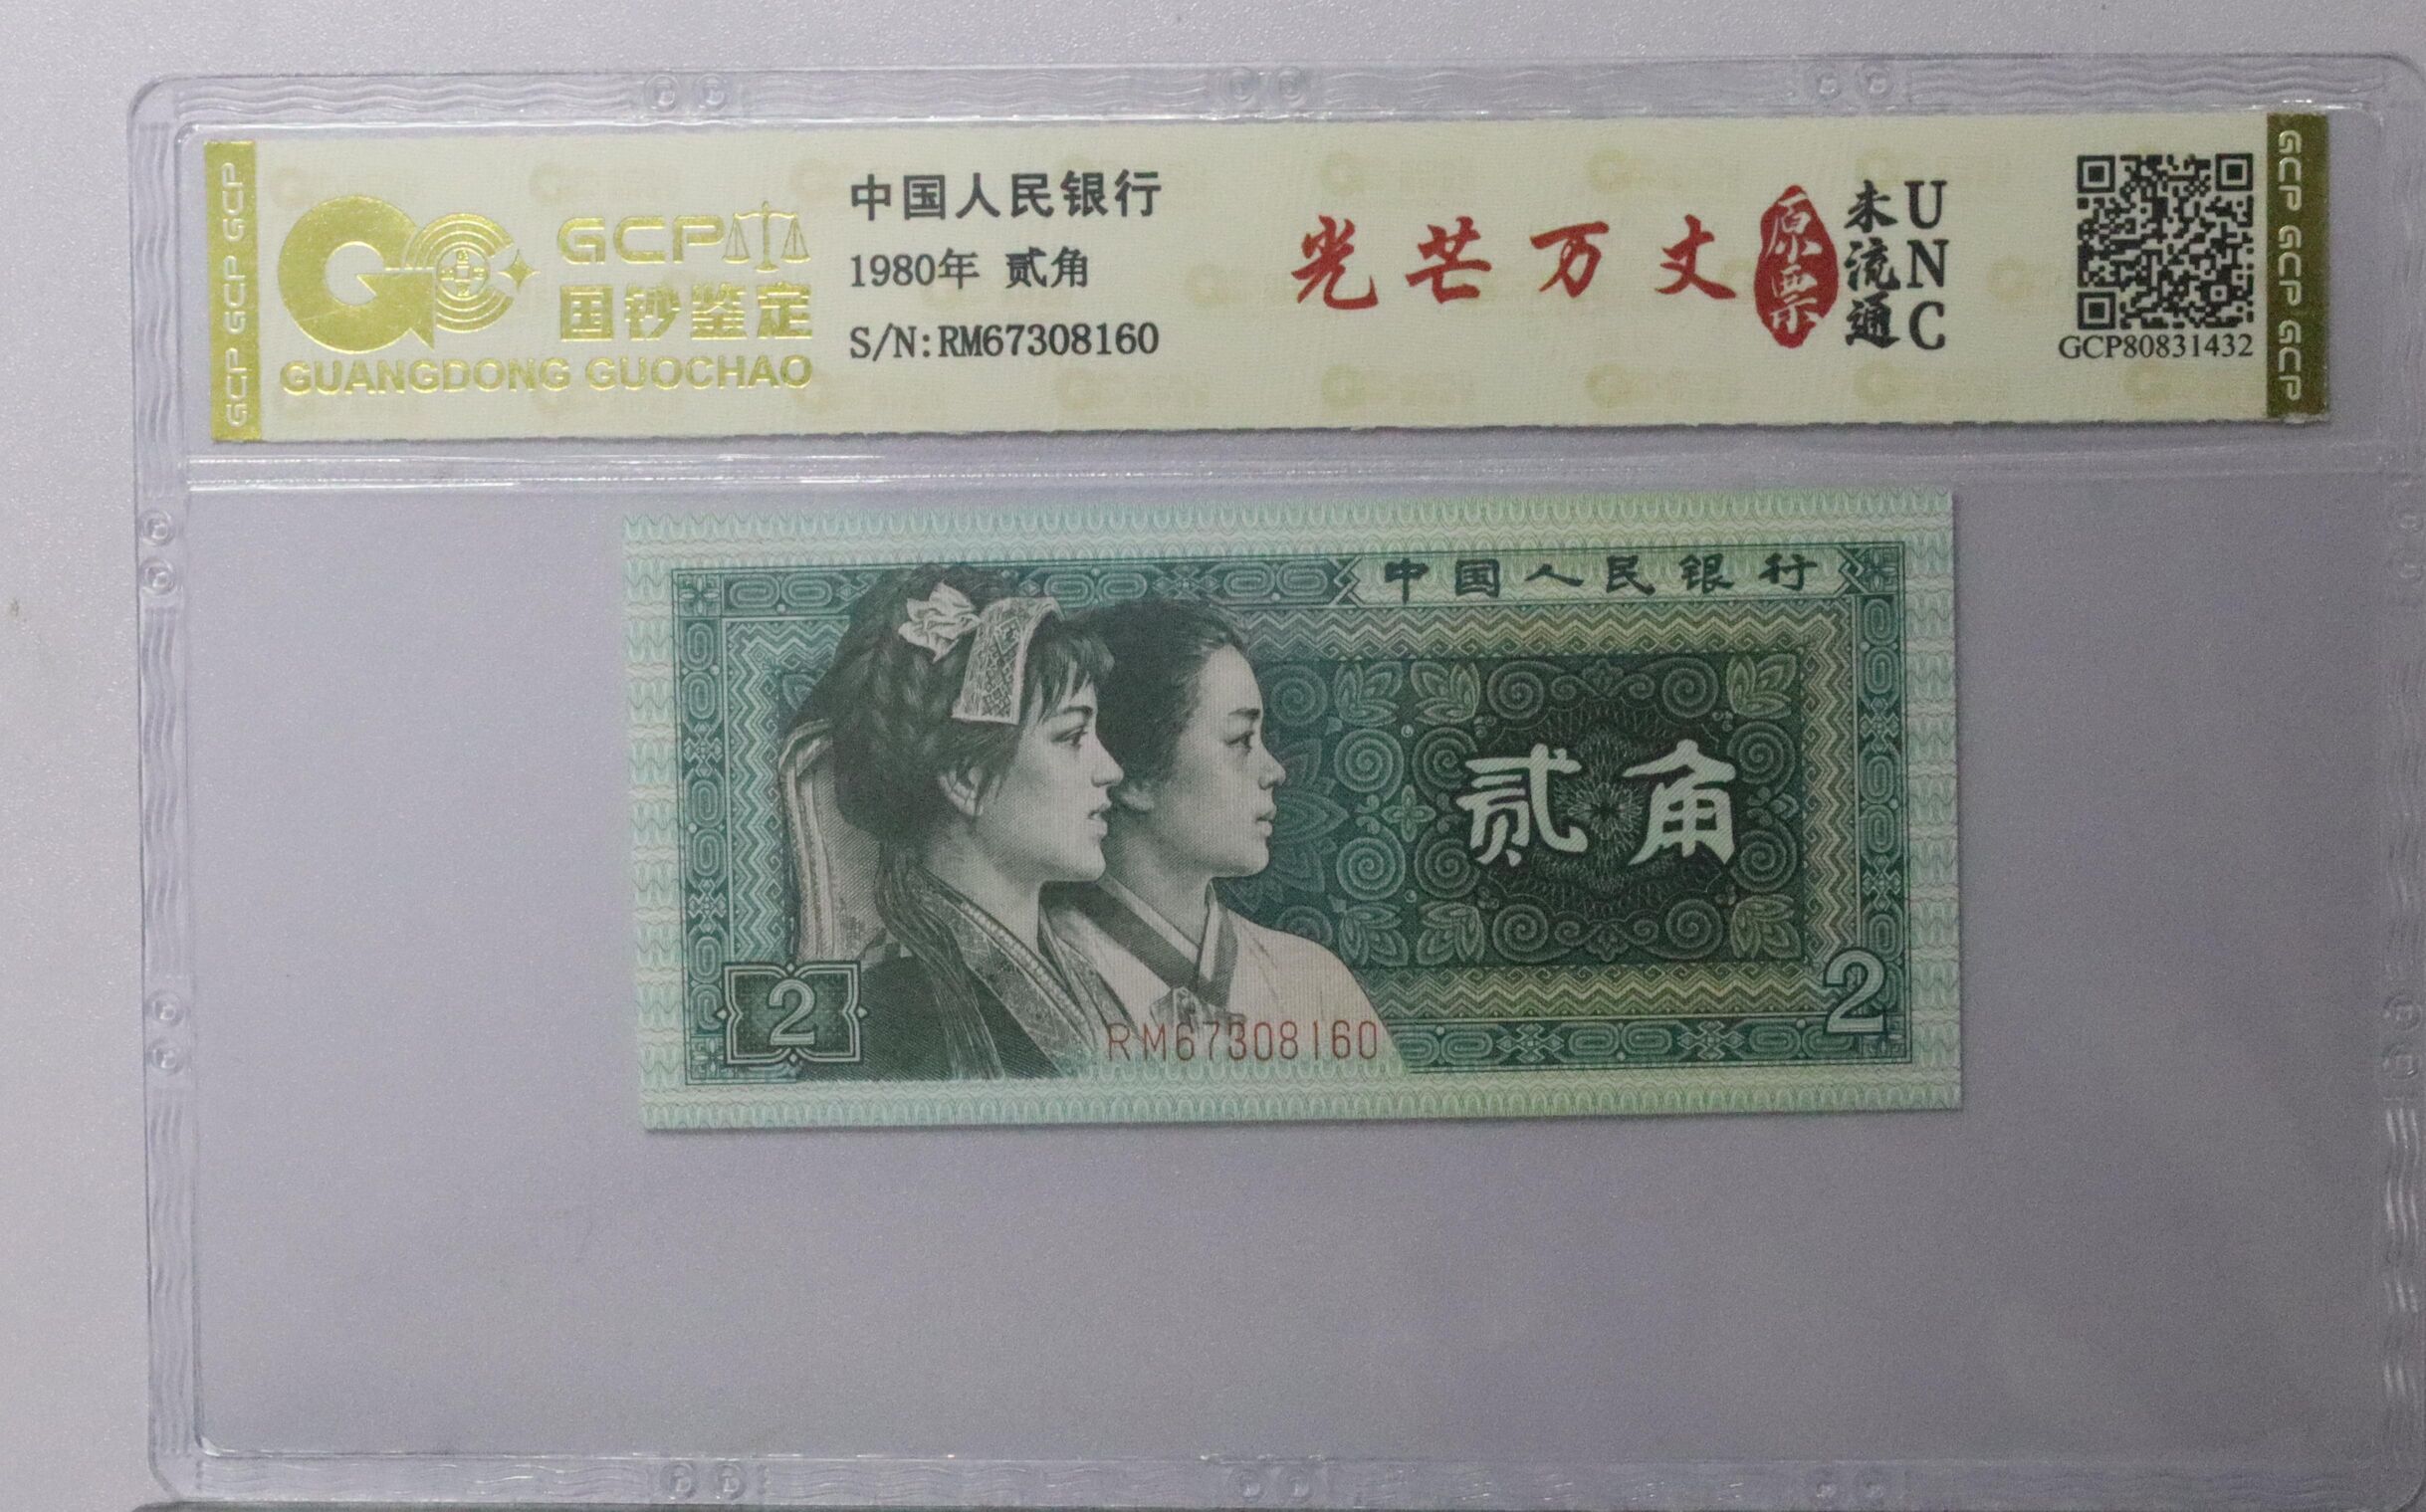 GCP GCP GCP
GCP
国钞鉴定
GUANGDONG GUOCHAO
中国人民银行
1980年 贰角
S/N:RM67308160
光芒万丈
原票
未流通
UNC
GCP80831432
GCP GCP GCP
中国人民银行
贰角
2
2
RM67308160